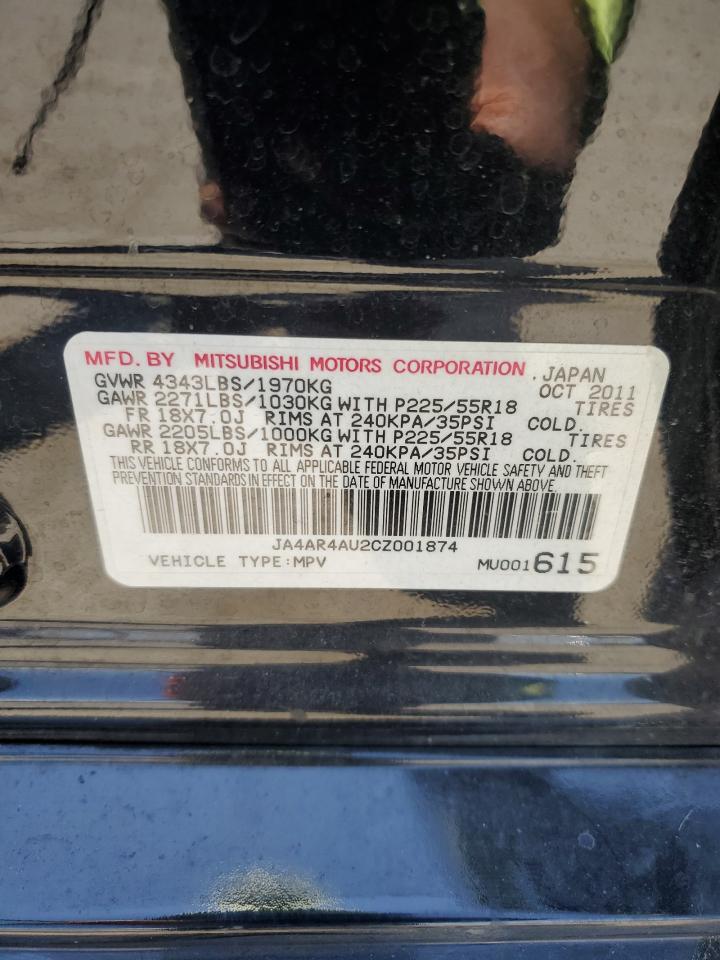 MFD. BY MITSUBISHI MOTORS CORPORATION. JAPAN
GVWR 4343LBS/1970KG OCT 2011
GAWR 2271LBS/1030KG WITH P225/55R18 TIRES
FR 18X7.0J RIMS AT 240KPA/35PSI COLD.
GAWR 2205LBS/1000KG WITH P225/55R18 TIRES
RR 18X7.0J RIMS AT 240KPA/35PSI COLD.
THIS VEHICLE CONFORMS TO ALL APPLICABLE FEDERAL MOTOR VEHICLE SAFETY AND THEFT
PREVENTION STANDARDS IN EFFECT ON THE DATE OF MANUFACTURE SHOWN ABOVE.
JA4AR4AU2CZ001874
VEHICLE TYPE:MPV MU001615